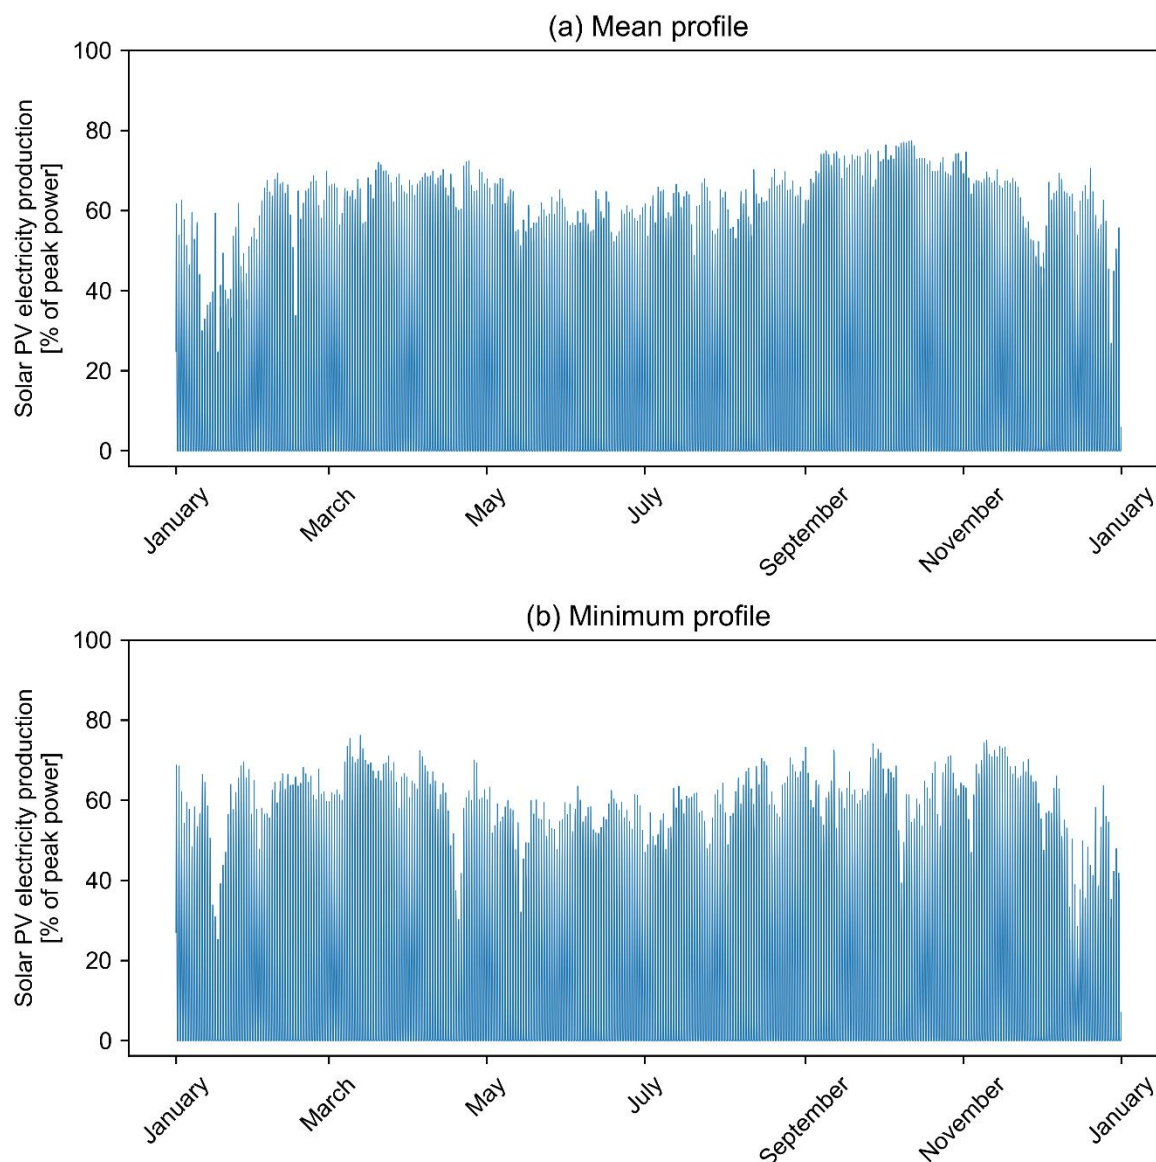 (a) Mean profile
Solar PV electricity production
[% of peak power]
100
80
60
40
20
0
January
March
May
July
September
November
January
(b) Minimum profile
Solar PV electricity production
[% of peak power]
100
80
60
40
20
0
January
March
May
July
September
November
January